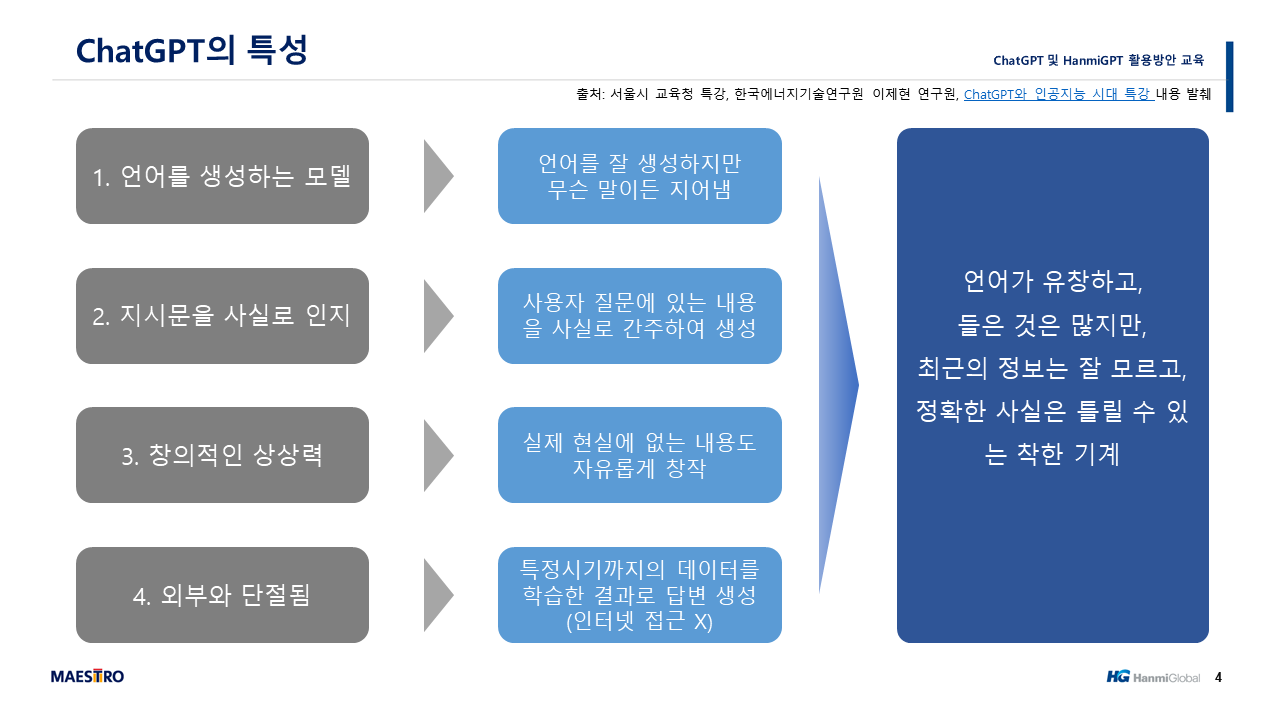 ChatGPT의 특성
ChatGPT 및 HanmiGPT 활용방안 교육
출처: 서울시 교육청 특강, 한국에너지기술연구원 이제현 연구원, ChatGPT와 인공지능 시대 특강 내용 발췌
1. 언어를 생성하는 모델
언어를 잘 생성하지만
무슨 말이든 지어냄
2. 지시문을 사실로 인지
사용자 질문에 있는 내용
을 사실로 간주하여 생성
3. 창의적인 상상력
실제 현실에 없는 내용도
자유롭게 창작
4. 외부와 단절됨
특정시기까지의 데이터를
학습한 결과로 답변 생성
(인터넷 접근 X)
언어가 유창하고,
들은 것은 많지만,
최근의 정보는 잘 모르고,
정확한 사실은 틀릴 수 있
는 착한 기계
MAESTRO
HG HanmiGlobal
4